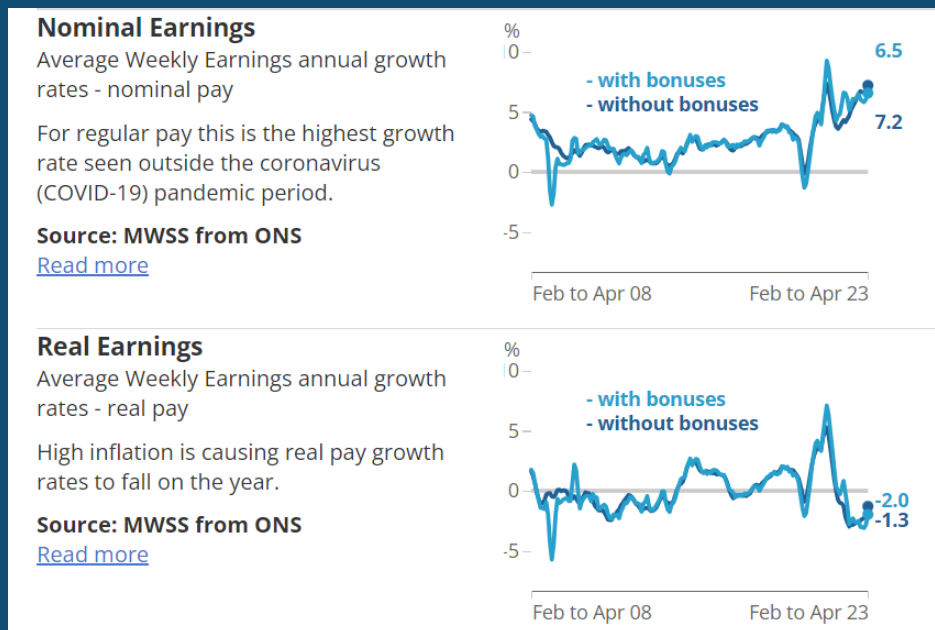 Nominal Earnings
Average Weekly Earnings annual growth
rates - nominal pay
For regular pay this is the highest growth
rate seen outside the coronavirus
(COVID-19) pandemic period.
Source: MWSS from ONS
Read more
%
10
5
0
-5
- with bonuses
- without bonuses
6.5
7.2
Feb to Apr 08
Feb to Apr 23
Real Earnings
Average Weekly Earnings annual growth
rates - real pay
High inflation is causing real pay growth
rates to fall on the year.
Source: MWSS from ONS
Read more
%
10
5
0
-5
- with bonuses
- without bonuses
-2.0
-1.3
Feb to Apr 08
Feb to Apr 23